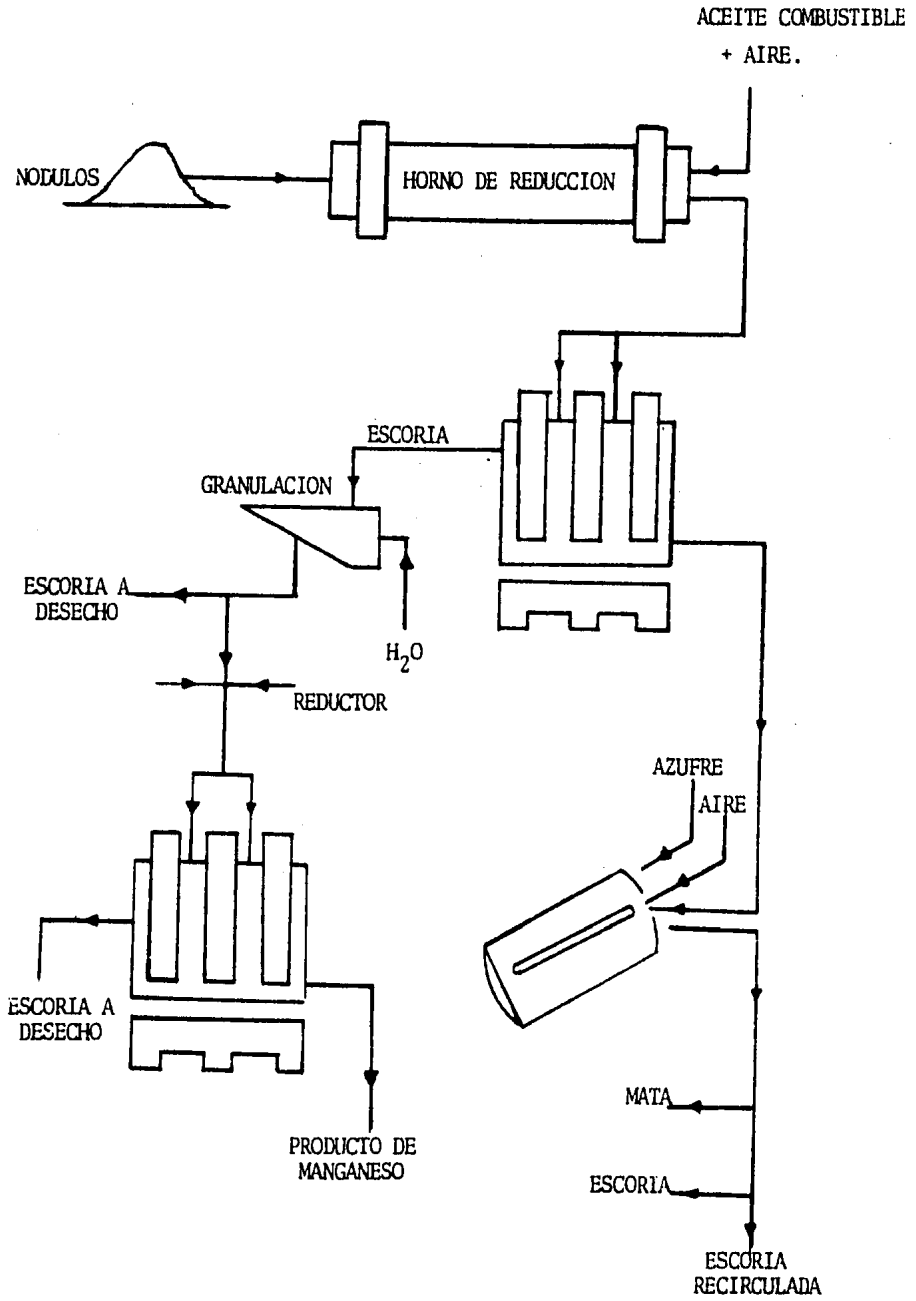 ACEITE COMBUSTIBLE
+ AIRE.
NODULOS
HORNO DE REDUCCION
ESCORIA
GRANULACION
ESCORIA A
DESECHO
H₂O
REDUCTOR
AZUFRE
AIRE
ESCORIA A
DESECHO
MATA
PRODUCTO DE
MANGANESO
ESCORIA
ESCORIA
RECIRCULADA